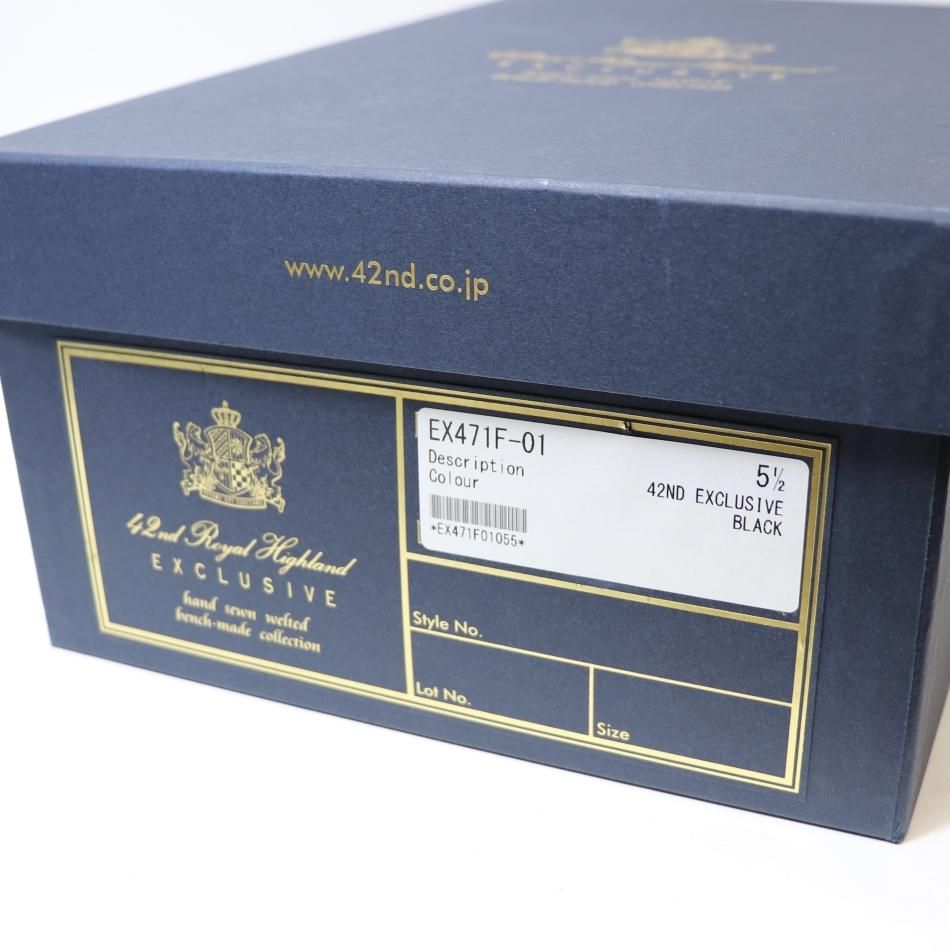 www.42nd.co.jp
42nd Royal Highland
EXCLUSIVE
hand sewn welted
bench-made collection
EX471F-01
5½
Description
42ND EXCLUSIVE
Colour
BLACK
*EX471F01055*
Style No.
Lot No.
Size